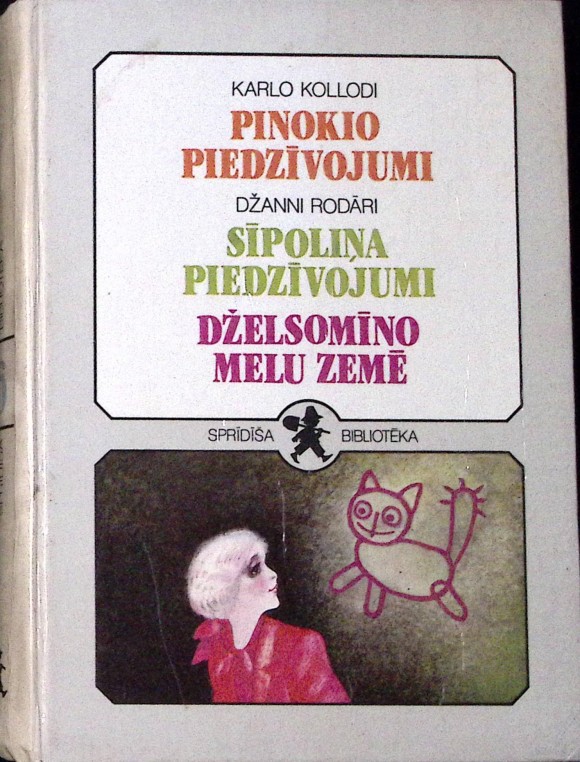 KARLO KOLLODI
PINOKIO
PIEDZĪVOJUMI
DŽANNI RODĀRI
SĪPOLIŅA
PIEDZĪVOJUMI
DŽELSOMĪNO
MELU ZEMĒ
SPRĪDĪŠA BIBLIOTĒKA